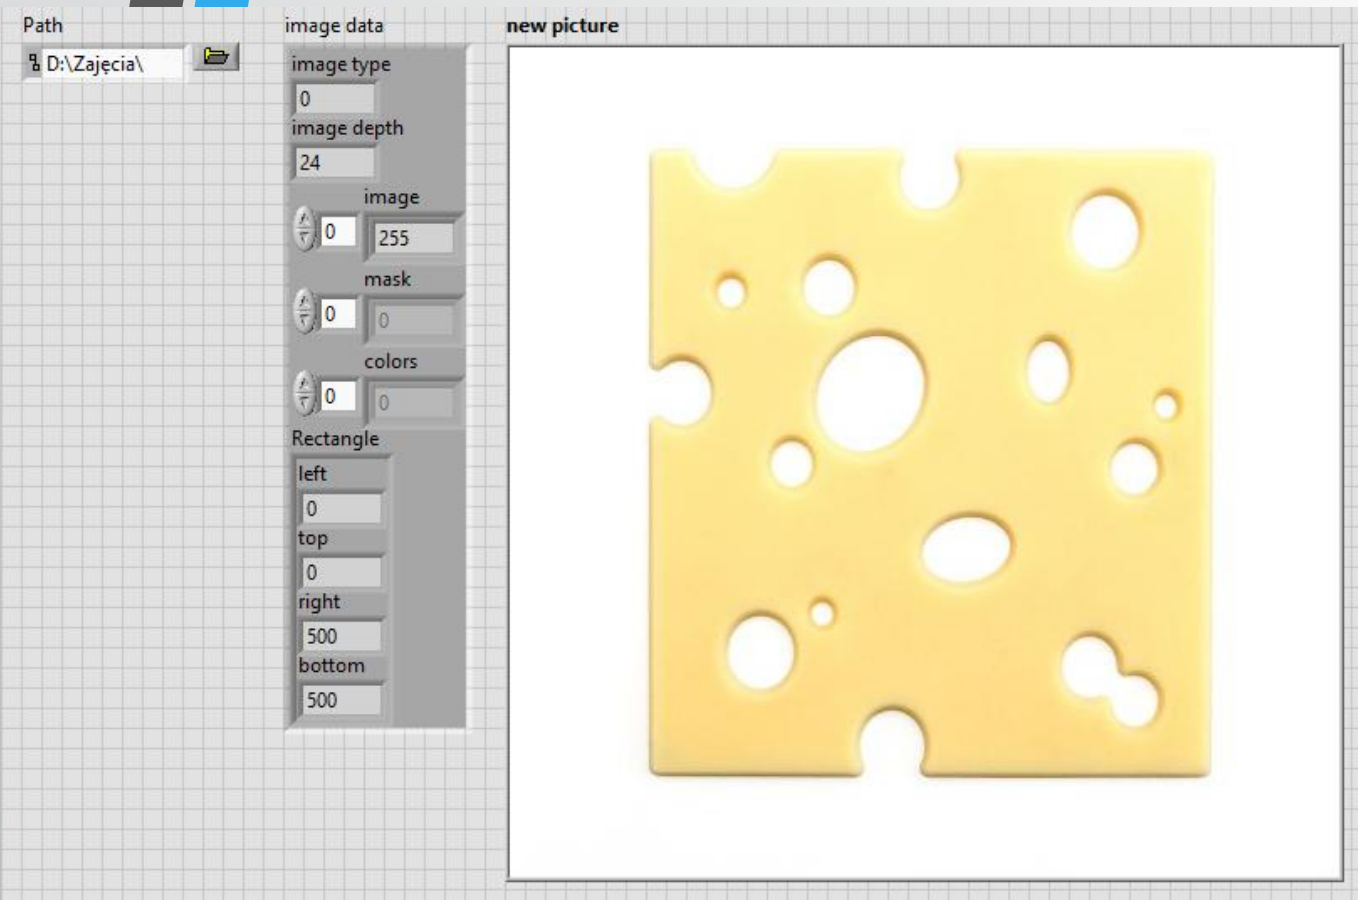 Path
D:\Zajęcia\
image data
image type
0
image depth
24
image
0
255
mask
0
0
colors
0
0
Rectangle
left
0
top
0
right
500
bottom
500
new picture